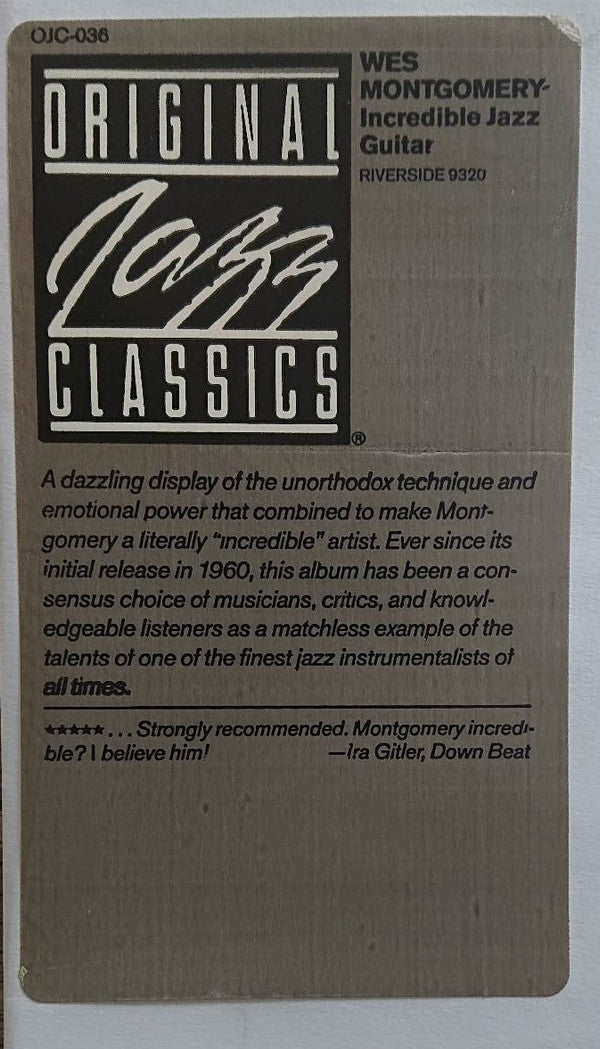 OJC-036
ORIGINAL
Jazz
CLASSICS
®
WES
MONTGOMERY-
Incredible Jazz
Guitar
RIVERSIDE 9320
A dazzling display of the unorthodox technique and
emotional power that combined to make Mont-
gomery a literally "incredible" artist. Ever since its
initial release in 1960, this album has been a con-
sensus choice of musicians, critics, and knowl-
edgeable listeners as a matchless example of the
talents of one of the finest jazz instrumentalists of
all times.
★★★★★ . . . Strongly recommended. Montgomery incredi-
ble? I believe him! —Ira Gitler, Down Beat